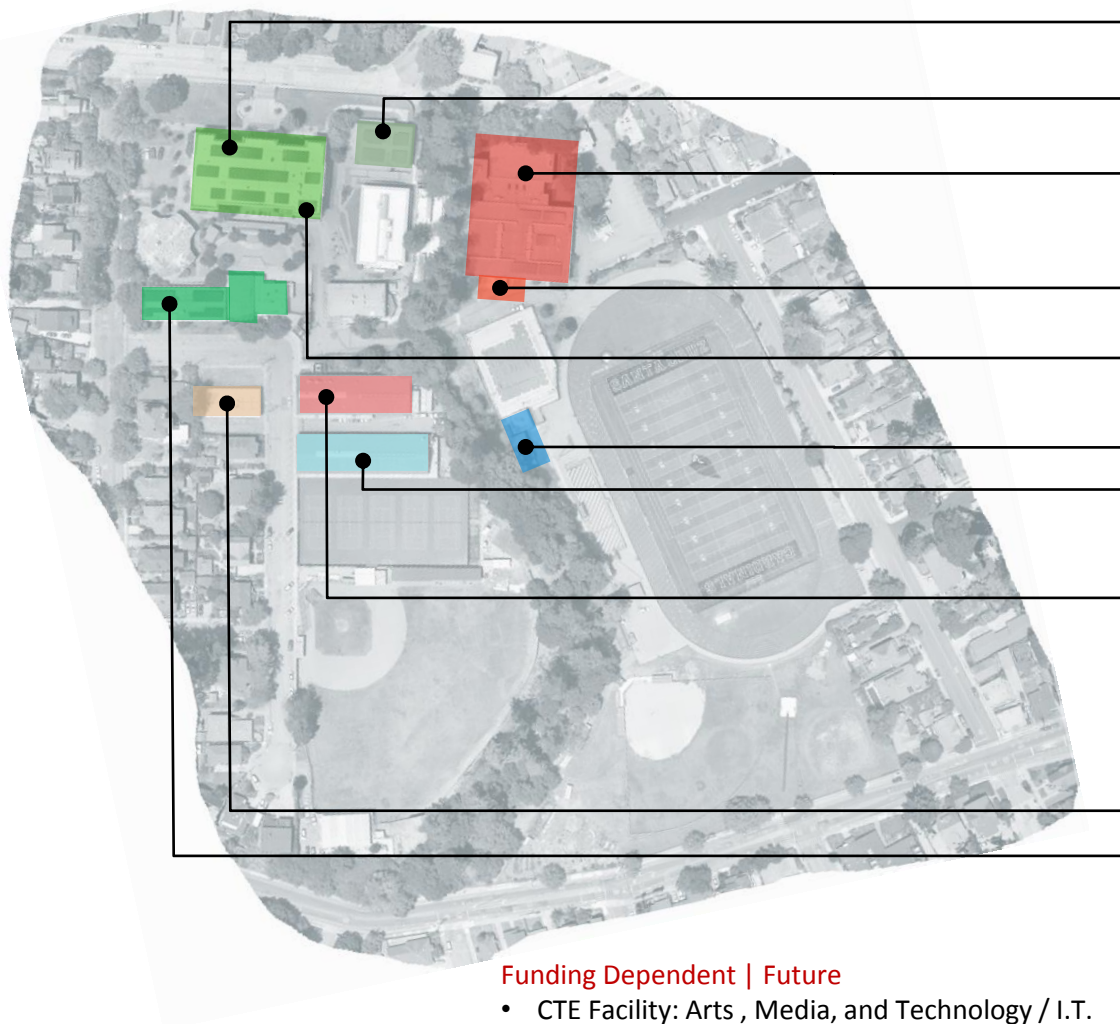 Funding Dependent | Future
• CTE Facility: Arts , Media, and Technology / I.T.